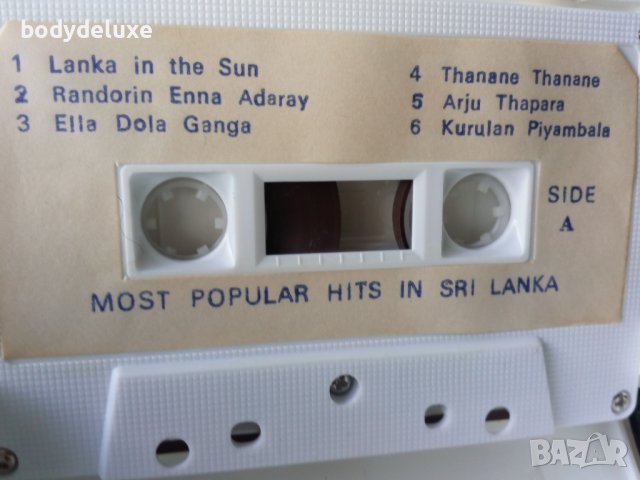 bodydeluxe
1 Lanka in the Sun
2 Randorin Enna Adaray
3 Ella Dola Ganga
4 Thanane Thanane
5 Arju Thapara
6 Kurulan Piyambala
SIDE
A
MOST POPULAR HITS IN SRI LANKA
BAZAR